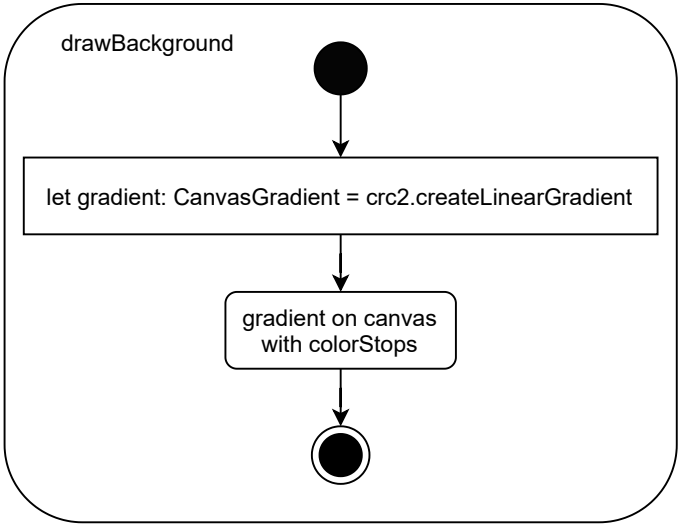 drawBackground
let gradient: CanvasGradient = crc2.createLinearGradient
gradient on canvas
with colorStops